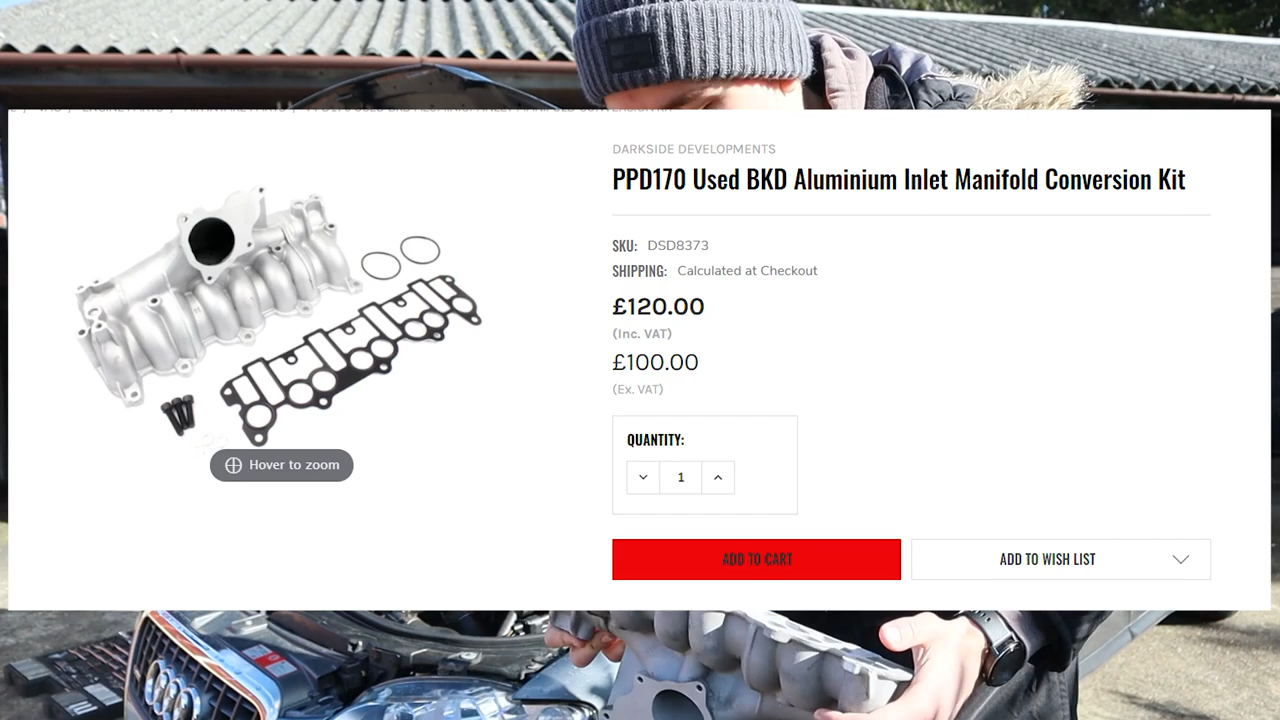 DARKSIDE DEVELOPMENTS
PPD170 Used BKD Aluminium Inlet Manifold Conversion Kit
SKU: DSD8373
SHIPPING: Calculated at Checkout
£120.00
(Inc. VAT)
£100.00
(Ex. VAT)
QUANTITY:
1
Hover to zoom
ADD TO CART
ADD TO WISH LIST